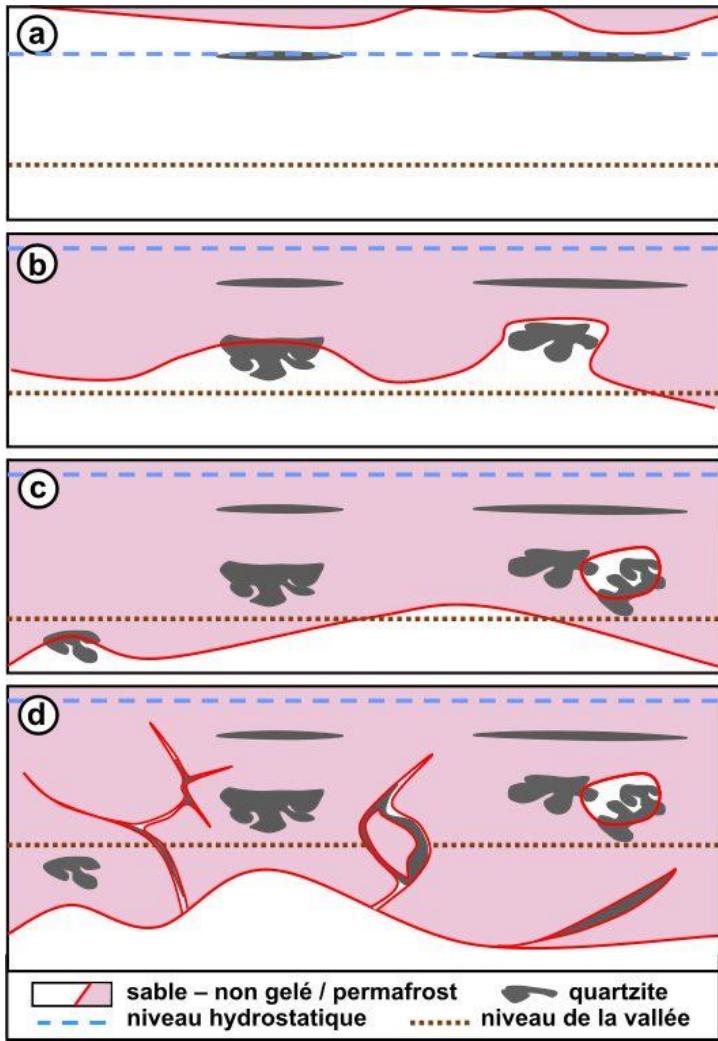 a
b
c
d
sable – non gelé / permafrost
quartzite
niveau hydrostatique
niveau de la vallée